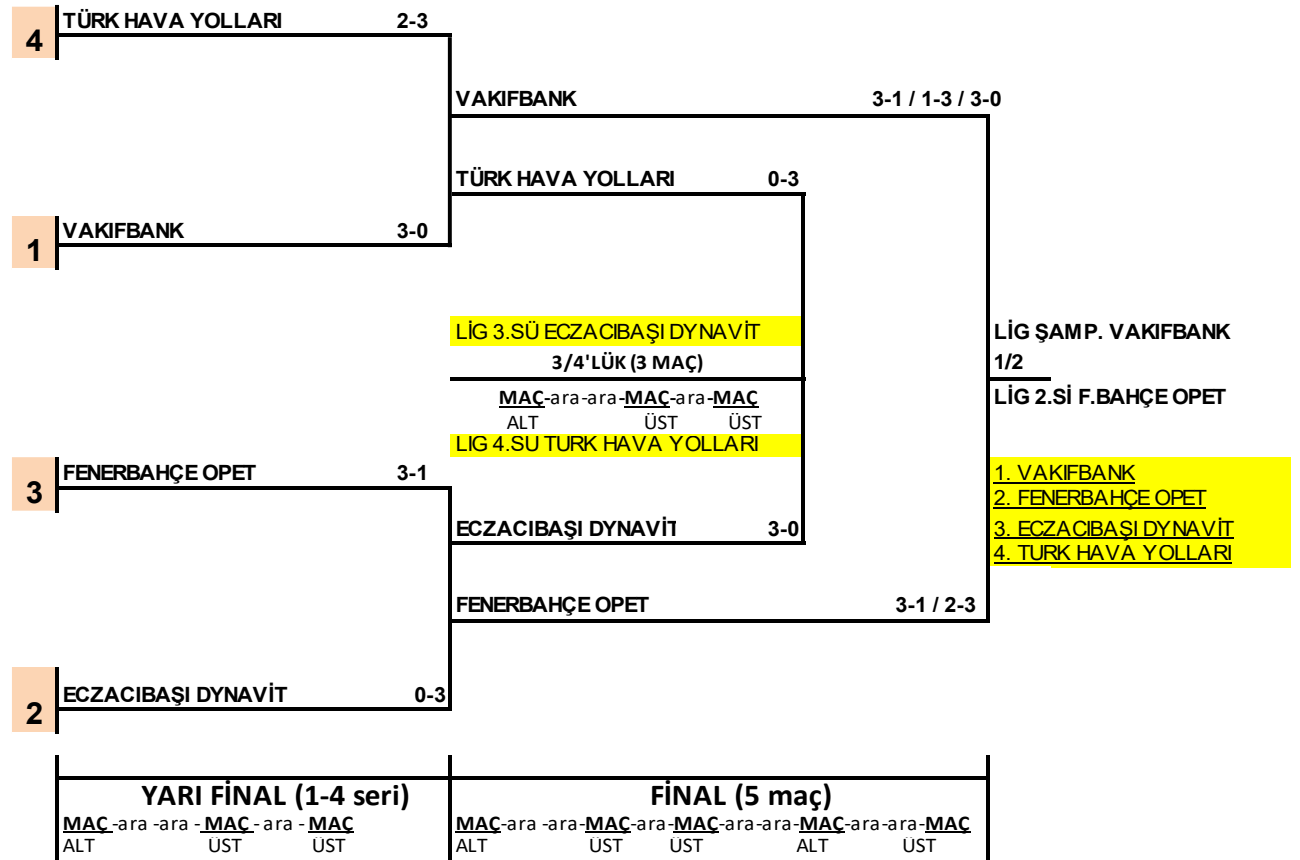 TÜRK HAVA YOLLARI 2-3
4
VAKIFBANK 3-1 / 1-3 / 3-0
TÜRK HAVA YOLLARI 0-3
VAKIFBANK 3-0
1
LİG 3.SÜ ECZACIBAŞI DYNAVİT
3/4'LÜK (3 MAÇ)
MAÇ-ara-ara-MAÇ-ara-MAÇ
ALT ÜST ÜST
LIG 4.SU TURK HAVA YOLLARI
LİG ŞAMP. VAKIFBANK
1/2
LİG 2.Sİ F.BAHÇE OPET
FENERBAHÇE OPET 3-1
3
1. VAKIFBANK
2. FENERBAHÇE OPET
3. ECZACIBAŞI DYNAVİT
4. TURK HAVA YOLLARI
ECZACIBAŞI DYNAVİT 3-0
FENERBAHÇE OPET 3-1 / 2-3
ECZACIBAŞI DYNAVİT 0-3
2
YARI FİNAL (1-4 seri)
MAÇ -ara -ara - MAÇ - ara - MAÇ
ALT ÜST ÜST
FİNAL (5 maç)
MAÇ-ara -ara-MAÇ-ara-MAÇ-ara-ara-MAÇ-ara-ara-MAÇ
ALT ÜST ÜST ALT ÜST